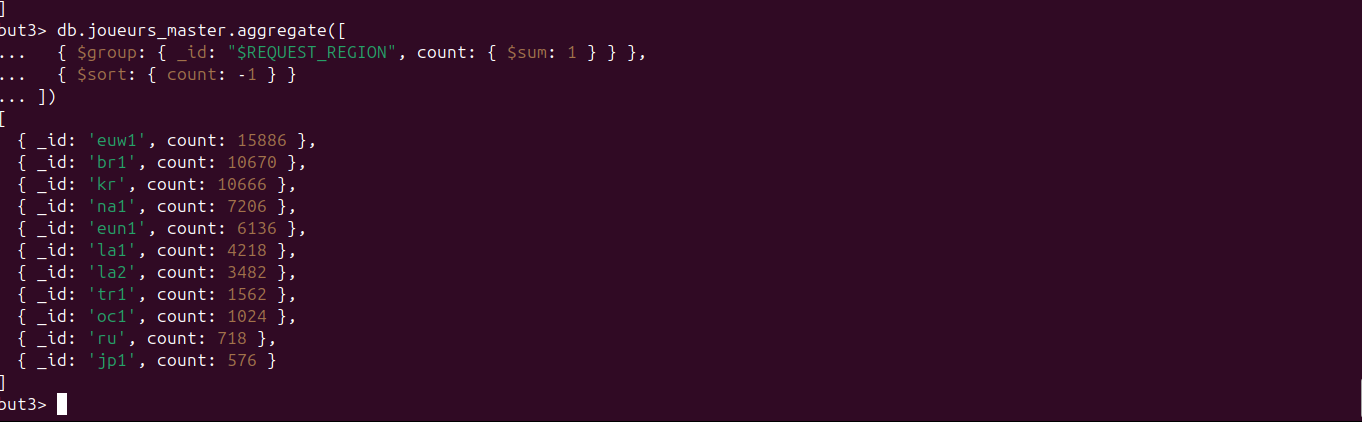 ]
out3> db.joueurs_master.aggregate([
...   { $group: { _id: "$REQUEST_REGION", count: { $sum: 1 } } },
...   { $sort: { count: -1 } }
... ])
[
  { _id: 'euw1', count: 15886 },
  { _id: 'br1', count: 10670 },
  { _id: 'kr', count: 10666 },
  { _id: 'na1', count: 7206 },
  { _id: 'eun1', count: 6136 },
  { _id: 'la1', count: 4218 },
  { _id: 'la2', count: 3482 },
  { _id: 'tr1', count: 1562 },
  { _id: 'oc1', count: 1024 },
  { _id: 'ru', count: 718 },
  { _id: 'jp1', count: 576 }
]
out3>